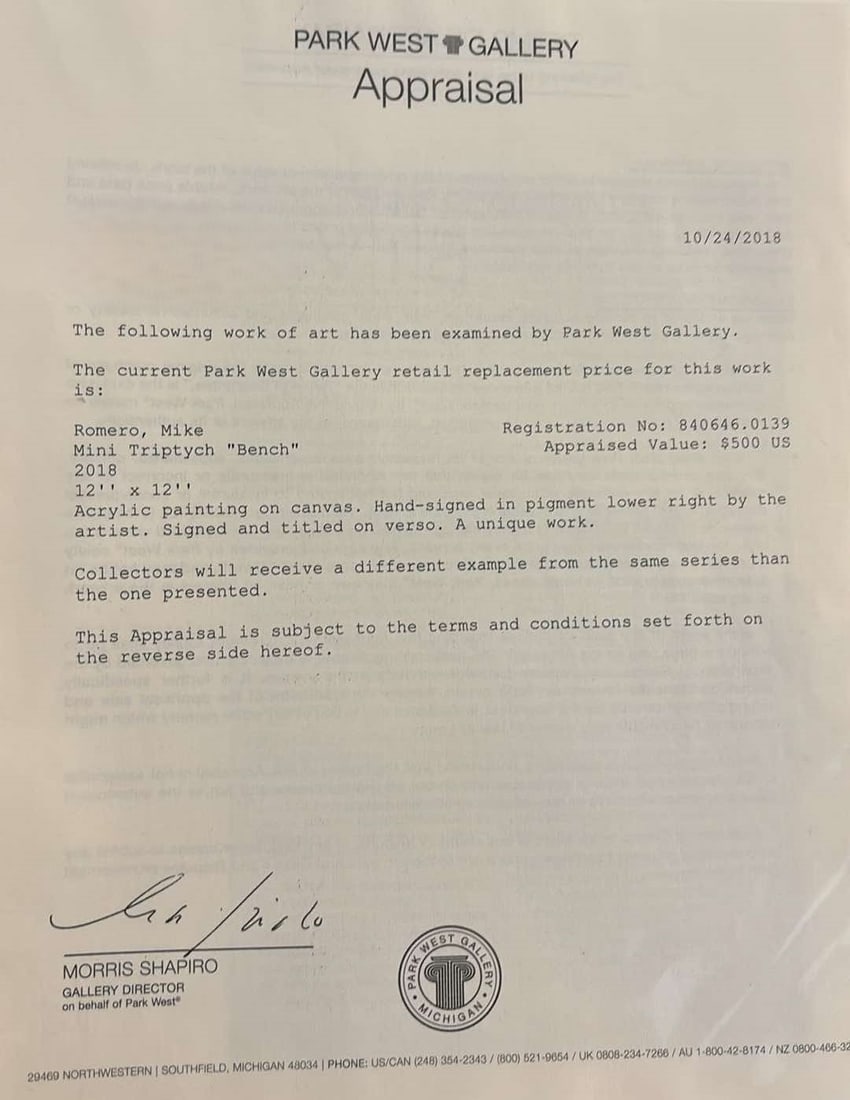 PARK WEST GALLERY
Appraisal
10/24/2018
The following work of art has been examined by Park West Gallery.
The current Park West Gallery retail replacement price for this work
is:
Romero, Mike
Registration No: 840646.0139
Mini Triptych "Bench"
Appraised Value: $500 US
2018
12'' x 12''
Acrylic painting on canvas. Hand-signed in pigment lower right by the
artist. Signed and titled on verso. A unique work.
Collectors will receive a different example from the same series than
the one presented.
This Appraisal is subject to the terms and conditions set forth on
the reverse side hereof.
MORRIS SHAPIRO
GALLERY DIRECTOR
on behalf of Park West®
PARK WEST GALLERY • MICHIGAN •
29469 NORTHWESTERN | SOUTHFIELD, MICHIGAN 48034 | PHONE: US/CAN (248) 354-2343 / (800) 521-9654 / UK 0808-234-7266 / AU 1-800-42-8174 / NZ 0800-466-32